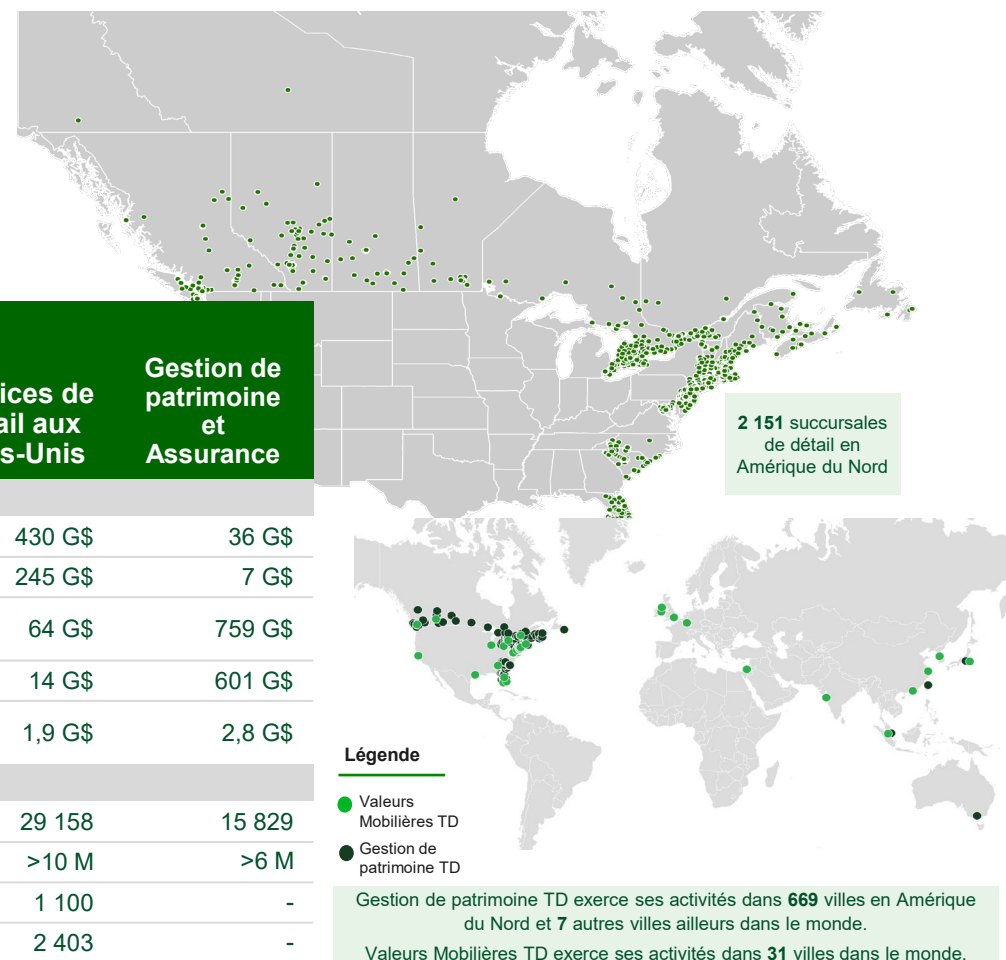 ices de
ail aux
s-Unis
Gestion de
patrimoine
et
Assurance
430 G$ 36 G$
245 G$ 7 G$
64 G$ 759 G$
14 G$ 601 G$
1,9 G$ 2,8 G$
29 158 15 829
>10 M >6 M
1 100 -
2 403 -
2 151 succursales
de détail en
Amérique du Nord
Légende
Valeurs
Mobilières TD
Gestion de
patrimoine TD
Gestion de patrimoine TD exerce ses activités dans 669 villes en Amérique
du Nord et 7 autres villes ailleurs dans le monde.
Valeurs Mobilières TD exerce ses activités dans 31 villes dans le monde.